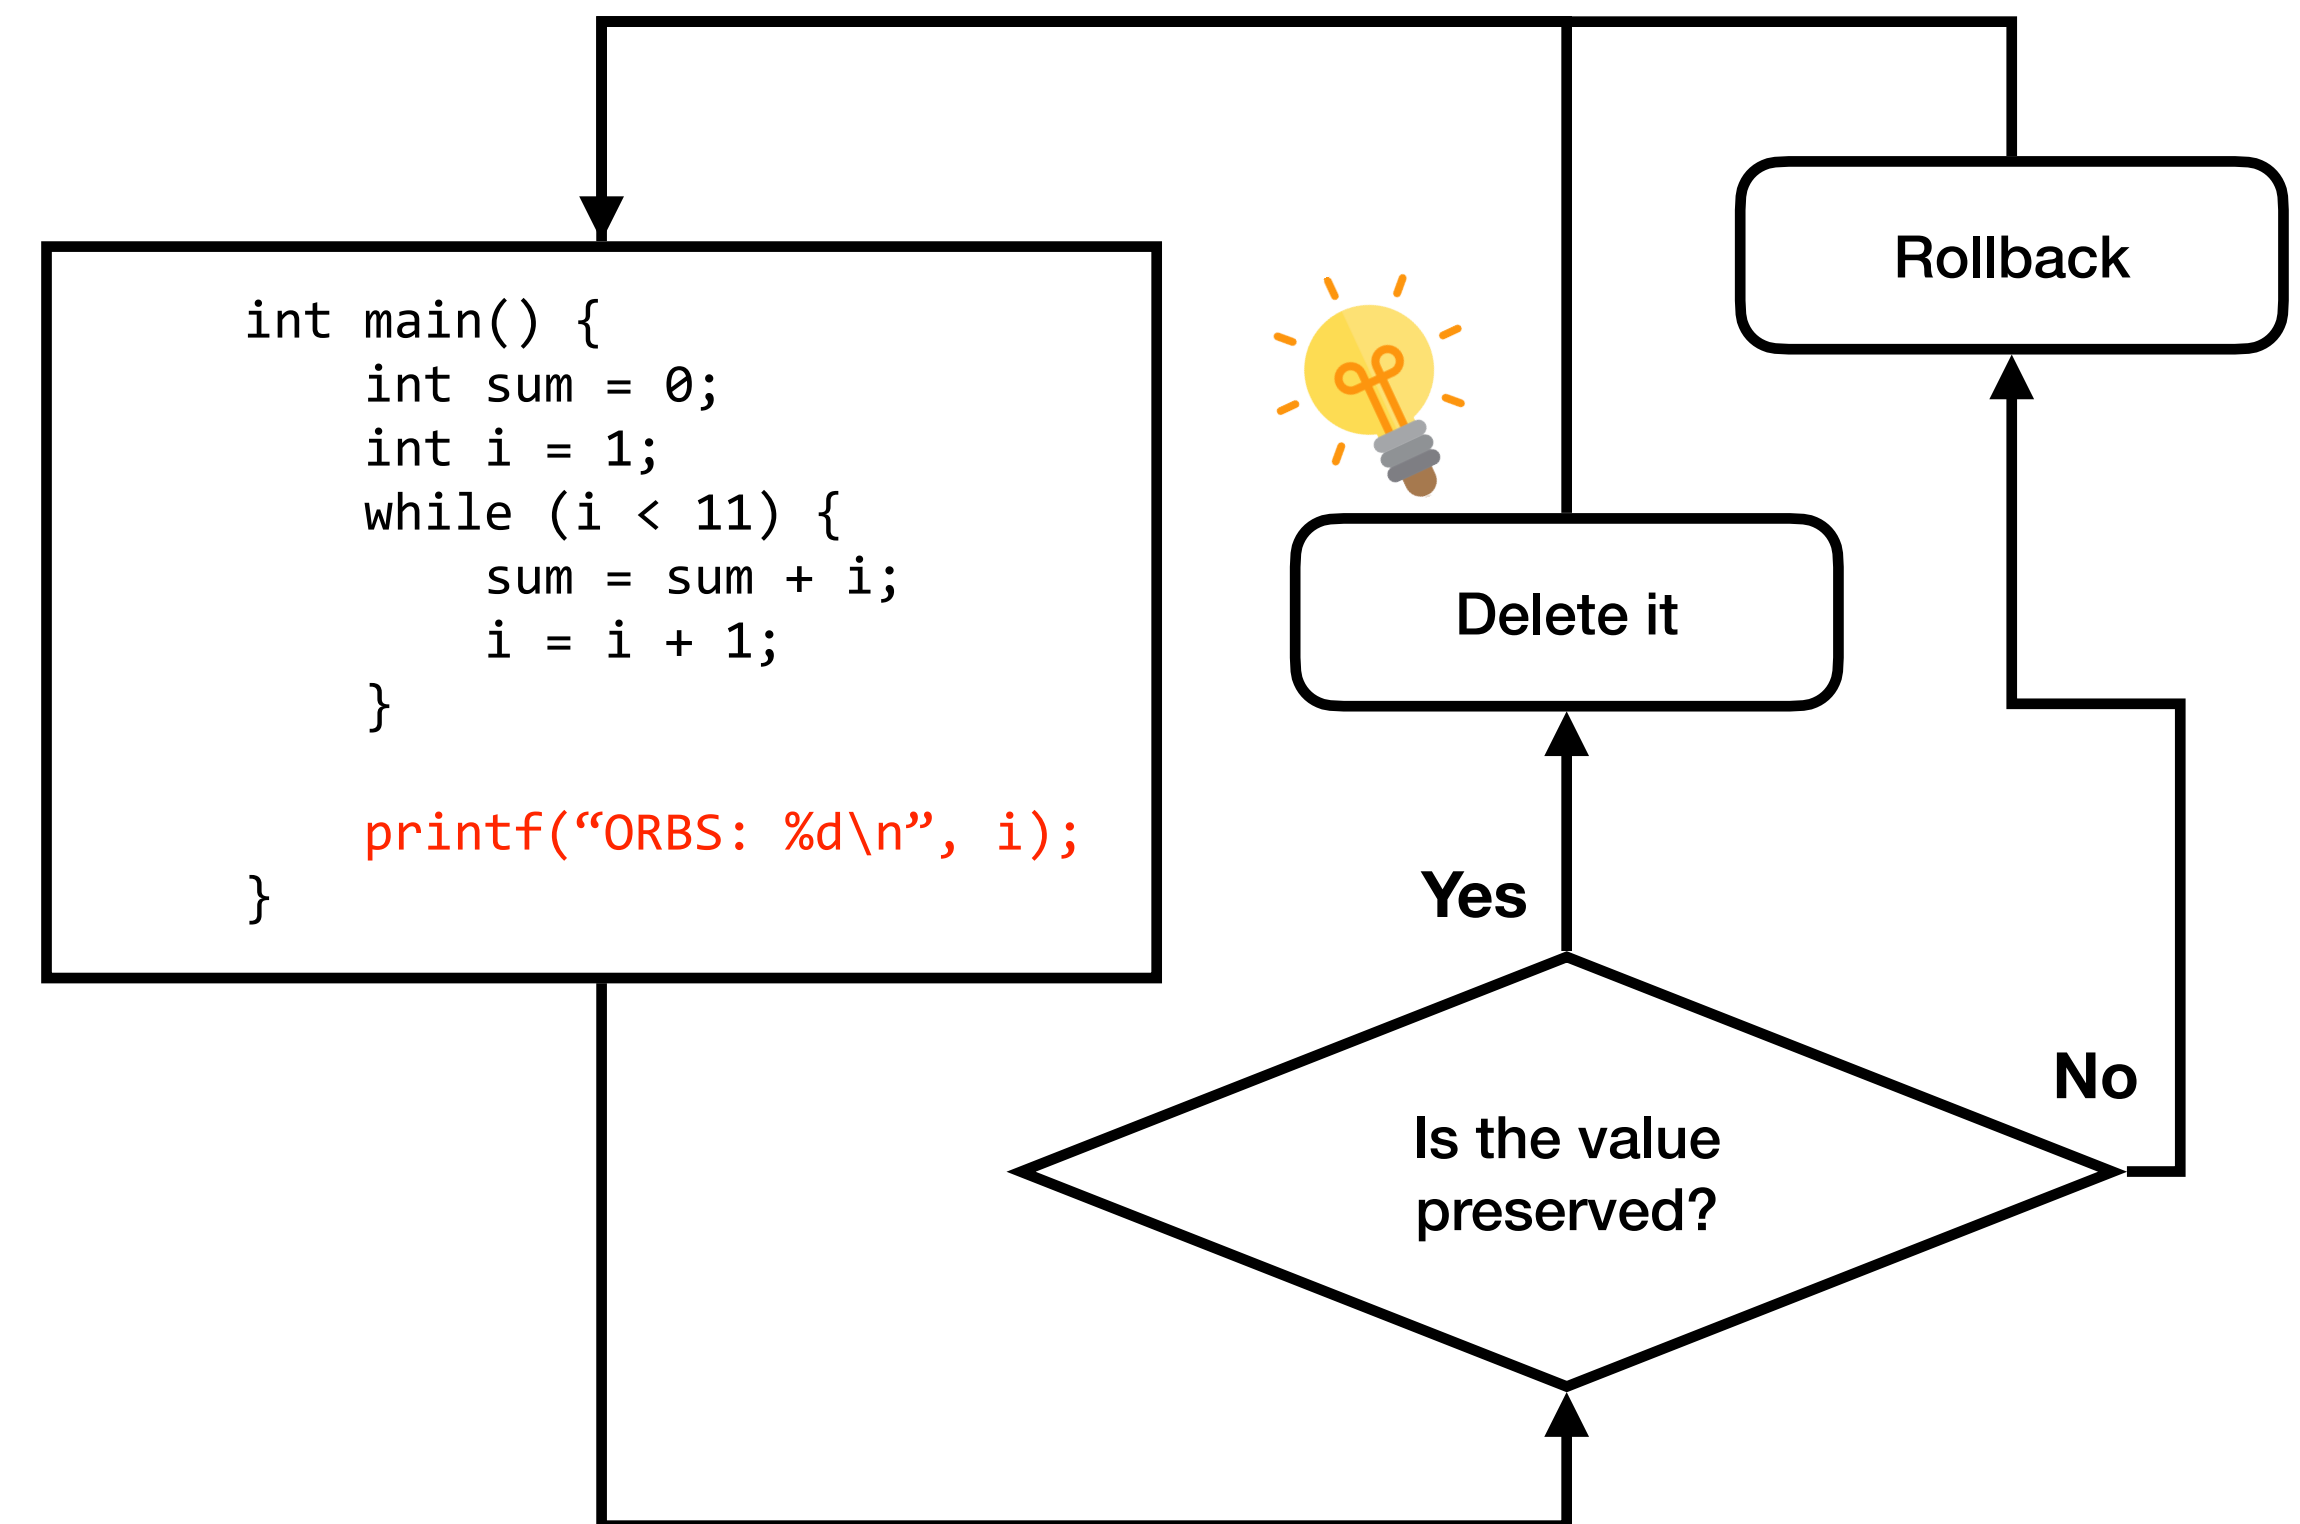 int main() {
    int sum = 0;
    int i = 1;
    while (i < 11) {
        sum = sum + i;
        i = i + 1;
    }
    printf(“ORBS: %d\n”, i);
}
Rollback
Delete it
Yes
No
Is the value
preserved?